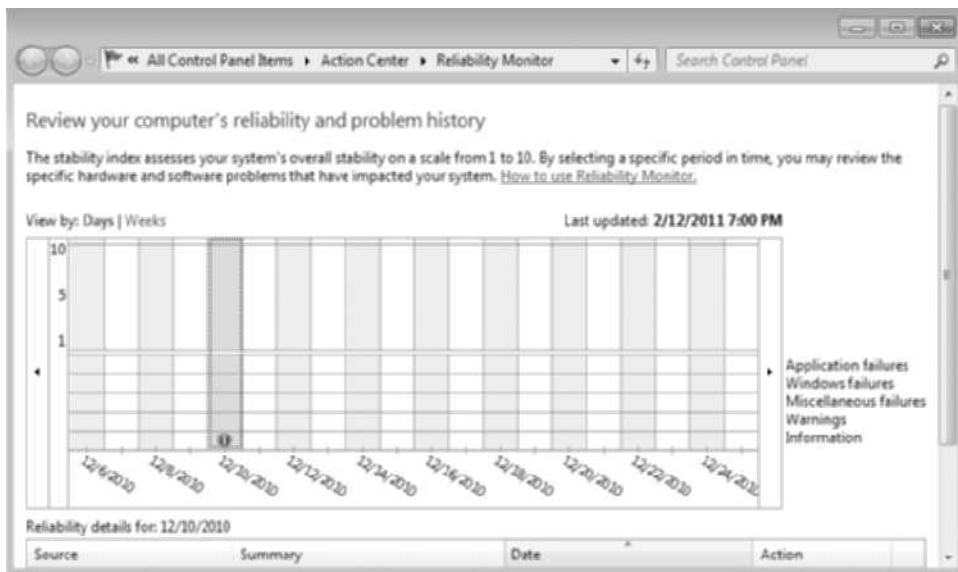 « All Control Panel Items ▸ Action Center ▸ Reliability Monitor
Search Control Panel
Review your computer's reliability and problem history
The stability index assesses your system's overall stability on a scale from 1 to 10. By selecting a specific period in time, you may review the
specific hardware and software problems that have impacted your system. How to use Reliability Monitor.
View by: Days | Weeks
Last updated: 2/12/2011 7:00 PM
10
5
1
Application failures
Windows failures
Miscellaneous failures
Warnings
Information
12/6/2010 12/8/2010 12/10/2010 12/12/2010 12/14/2010 12/16/2010 12/18/2010 12/20/2010 12/22/2010 12/24/2010
Reliability details for: 12/10/2010
Source Summary Date Action